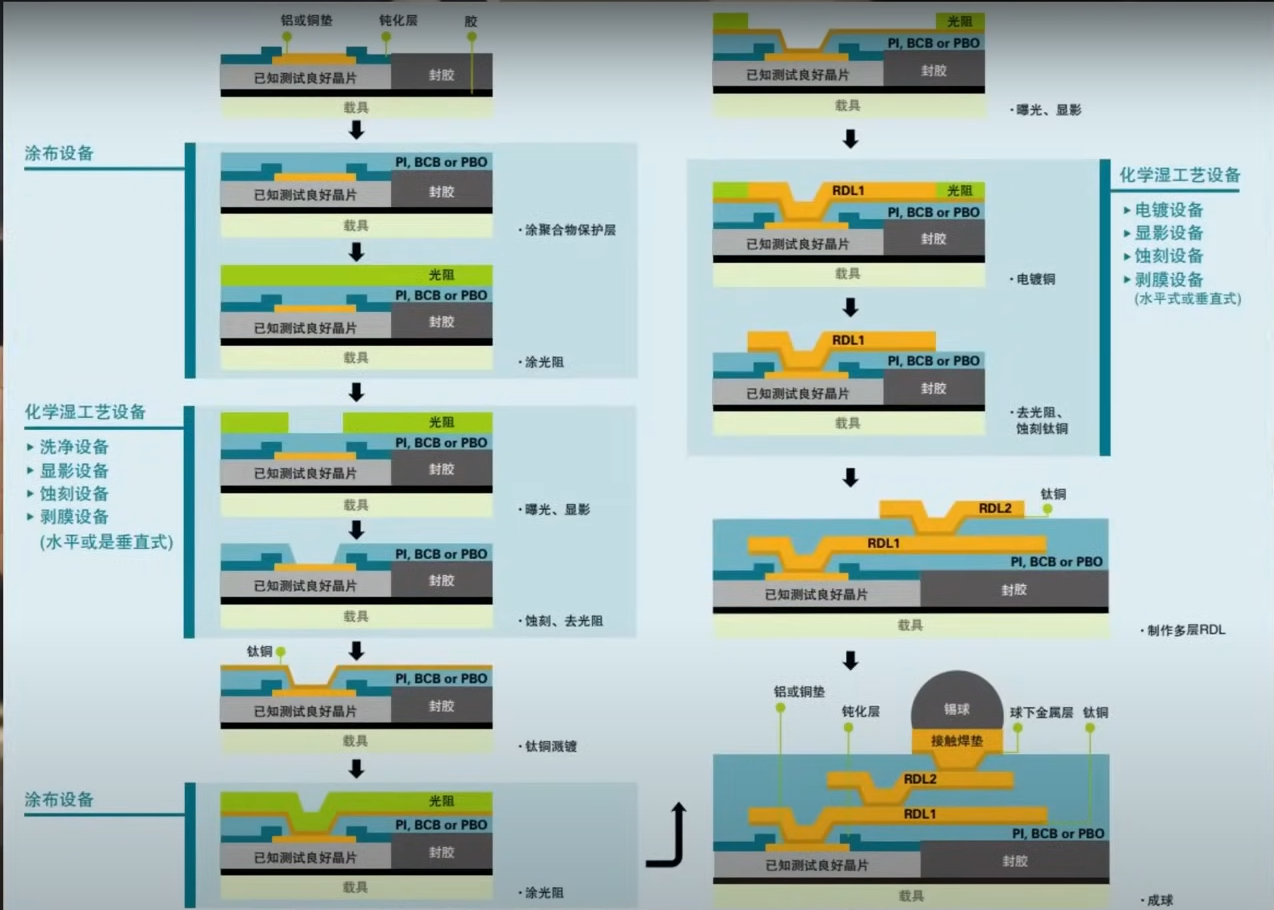 铝或铜垫
钝化层
胶
已知测试良好晶片
封胶
载具
涂布设备
PI, BCB or PBO
已知测试良好晶片
封胶
载具
·涂聚合物保护层
光阻
PI, BCB or PBO
已知测试良好晶片
封胶
载具
·涂光阻
化学湿工艺设备
▸洗净设备
▸显影设备
▸蚀刻设备
▸剥膜设备
(水平或是垂直式)
光阻
PI, BCB or PBO
已知测试良好晶片
封胶
载具
·曝光、显影
PI, BCB or PBO
已知测试良好晶片
封胶
载具
·蚀刻、去光阻
钛铜
PI, BCB or PBO
已知测试良好晶片
封胶
载具
·钛铜溅镀
涂布设备
光阻
PI, BCB or PBO
已知测试良好晶片
封胶
载具
·涂光阻
光阻
PI, BCB or PBO
已知测试良好晶片
封胶
载具
·曝光、显影
化学湿工艺设备
▸电镀设备
▸显影设备
▸蚀刻设备
▸剥膜设备
(水平式或垂直式)
RDL1
光阻
PI, BCB or PBO
已知测试良好晶片
封胶
载具
·电镀铜
RDL1
PI, BCB or PBO
已知测试良好晶片
封胶
载具
·去光阻、
蚀刻钛铜
钛铜
RDL2
RDL1
PI, BCB or PBO
已知测试良好晶片
封胶
载具
·制作多层RDL
铝或铜垫
钝化层
锡球
球下金属层
钛铜
接触焊垫
RDL2
RDL1
PI, BCB or PBO
已知测试良好晶片
封胶
载具
·成球